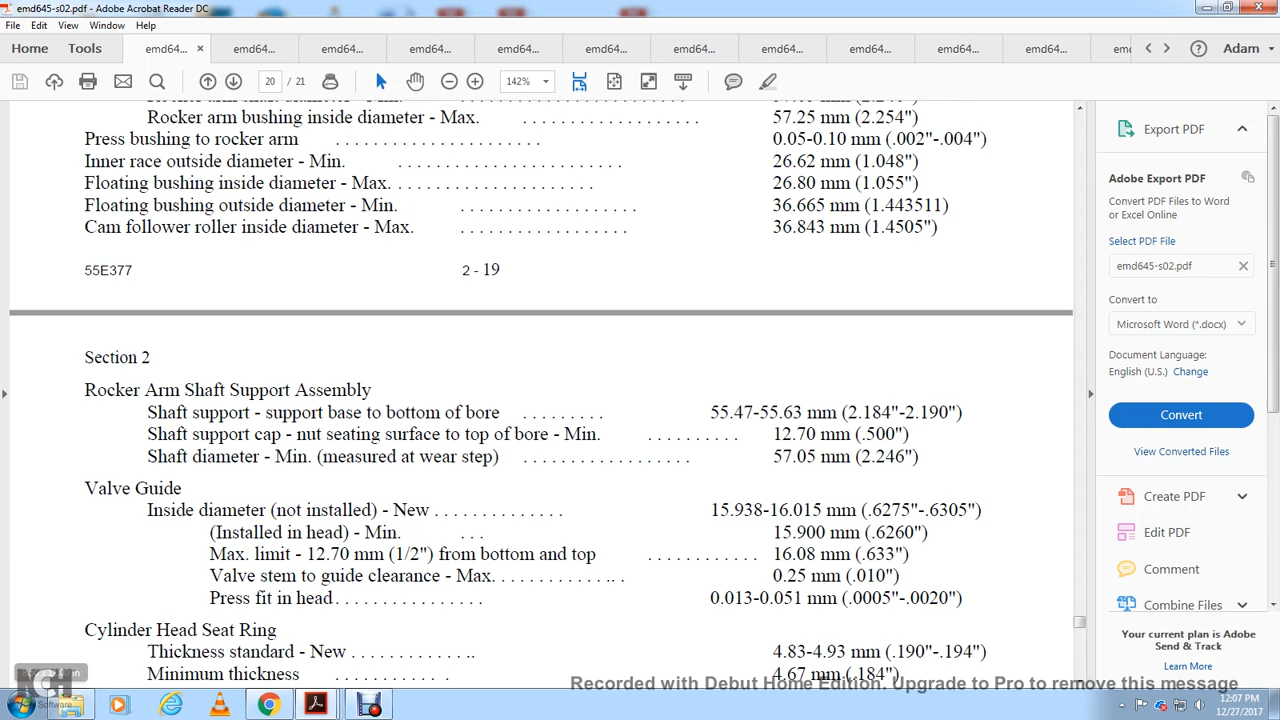 emd645-s02.pdf - Adobe Acrobat Reader DC
File Edit View Window Help
Home Tools emd64... × emd64... emd64... emd64... emd64... emd64... emd64... emd64... emd64... emd64... emd64... emd Adam
20 / 21 142%
Rocker arm bushing inside diameter - Max. . . . . . . . . . . . . . . . . . . . 57.25 mm (2.254")
Press bushing to rocker arm . . . . . . . . . . . . . . . . . . . . . . 0.05-0.10 mm (.002"-.004")
Inner race outside diameter - Min. . . . . . . . . . . . . . . . . . . . . . . . 26.62 mm (1.048")
Floating bushing inside diameter - Max. . . . . . . . . . . . . . . . . . . . . . 26.80 mm (1.055")
Floating bushing outside diameter - Min. . . . . . . . . . . . . . . . . . . 36.665 mm (1.443511)
Cam follower roller inside diameter - Max. . . . . . . . . . . . . . . . . . 36.843 mm (1.4505")
55E377 2 - 19
Section 2
Rocker Arm Shaft Support Assembly
Shaft support - support base to bottom of bore . . . . . . . . . 55.47-55.63 mm (2.184"-2.190")
Shaft support cap - nut seating surface to top of bore - Min. . . . . . . . . . . 12.70 mm (.500")
Shaft diameter - Min. (measured at wear step) . . . . . . . . . . . . . . . . . . 57.05 mm (2.246")
Valve Guide
Inside diameter (not installed) - New . . . . . . . . . . . . . . 15.938-16.015 mm (.6275"-.6305")
(Installed in head) - Min. . . . 15.900 mm (.6260")
Max. limit - 12.70 mm (1/2") from bottom and top . . . . . . . . . . . . 16.08 mm (.633")
Valve stem to guide clearance - Max. . . . . . . . . . . . . .. . 0.25 mm (.010")
Press fit in head . . . . . . . . . . . . . . . . 0.013-0.051 mm (.0005"-.0020")
Cylinder Head Seat Ring
Thickness standard - New . . . . . . . . . . . .. 4.83-4.93 mm (.190"-.194")
Minimum thickness . . . . . . . . . . . . 4.67 mm (.184")
Export PDF
Adobe Export PDF
Convert PDF Files to Word
or Excel Online
Select PDF File
emd645-s02.pdf
Convert to
Microsoft Word (*.docx)
Document Language:
English (U.S.) Change
Convert
View Converted Files
Create PDF
Edit PDF
Comment
Combine Files
Your current plan is Adobe
Send & Track
Learn More
Recorded with Debut Home Edition. Upgrade to Pro to remove this message
12:07 PM
12/27/2017